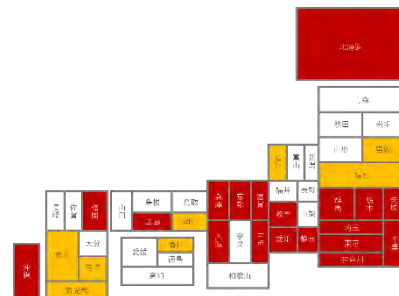 北海道
青森
秋田 岩手
山形 宮城
石川 富山 新潟
福島
福井 長野
群馬 栃木 茨城
岐阜 山梨
埼玉
東京 千葉
神奈川
愛知 静岡
兵庫 京都 滋賀
大阪 奈良 三重
和歌山
山口 島根 鳥取
広島 岡山
愛媛 香川
徳島
高知
長崎 佐賀 福岡
熊本 大分
宮崎
鹿児島
沖縄